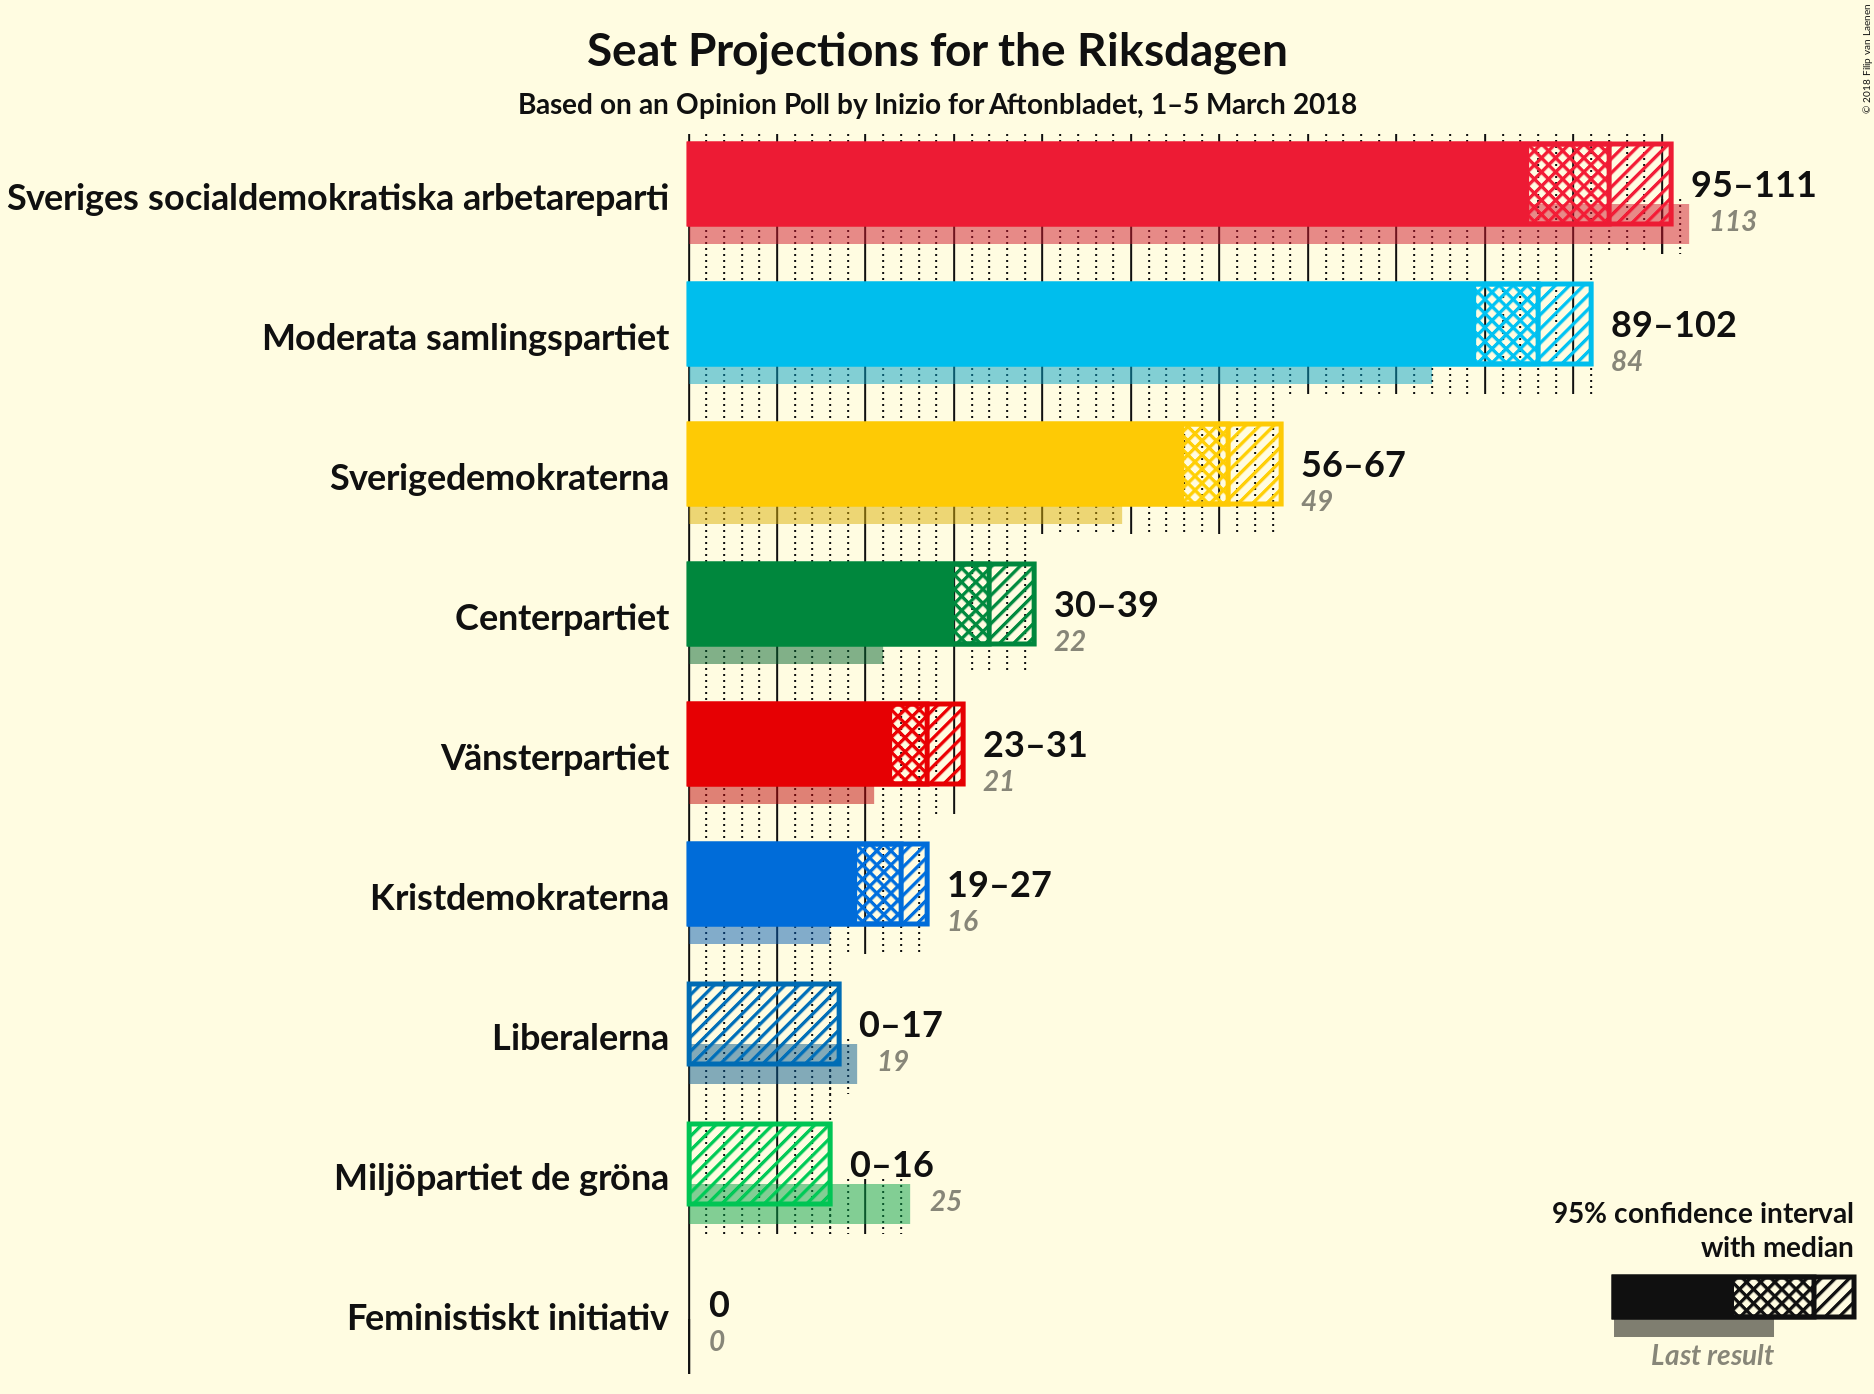 Seat Projections for the Riksdagen
Based on an Opinion Poll by Inizio for Aftonbladet, 1–5 March 2018
© 2018 Filip van Laenen
Sveriges socialdemokratiska arbetareparti
95–111
113
Moderata samlingspartiet
89–102
84
Sverigedemokraterna
56–67
49
Centerpartiet
30–39
22
Vänsterpartiet
23–31
21
Kristdemokraterna
19–27
16
Liberalerna
0–17
19
Miljöpartiet de gröna
0–16
25
Feministiskt initiativ
0
0
95% confidence interval
with median
Last result